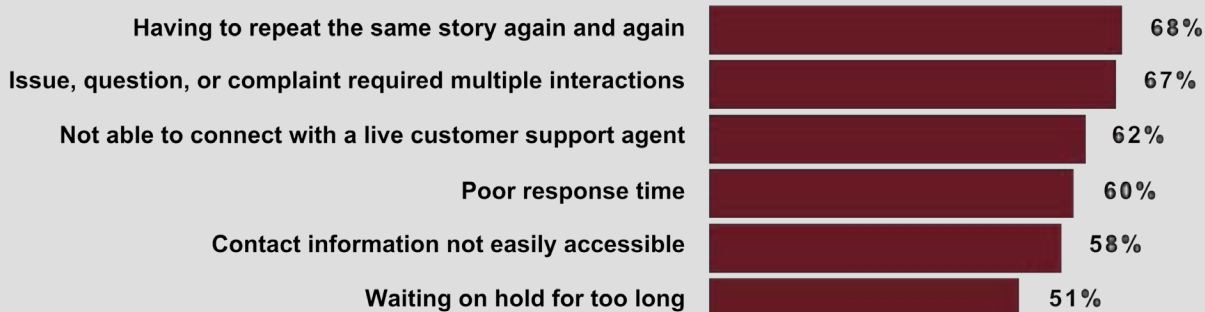 Having to repeat the same story again and again 68%
Issue, question, or complaint required multiple interactions 67%
Not able to connect with a live customer support agent 62%
Poor response time 60%
Contact information not easily accessible 58%
Waiting on hold for too long 51%